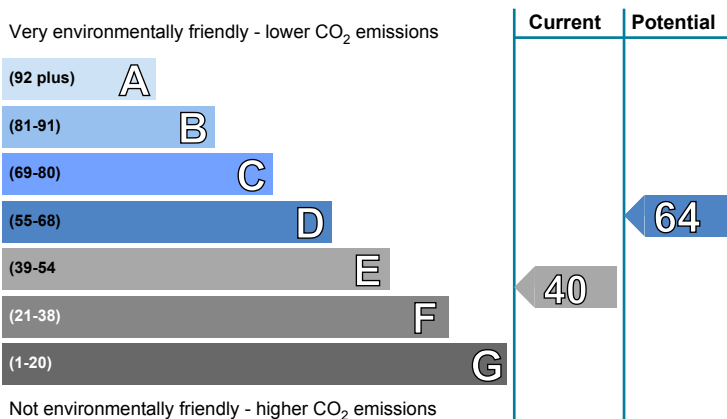 Current Potential
Very environmentally friendly - lower CO2 emissions
(92 plus) A
(81-91) B
(69-80) C
(55-68) D
64
(39-54 E
40
(21-38) F
(1-20) G
Not environmentally friendly - higher CO2 emissions